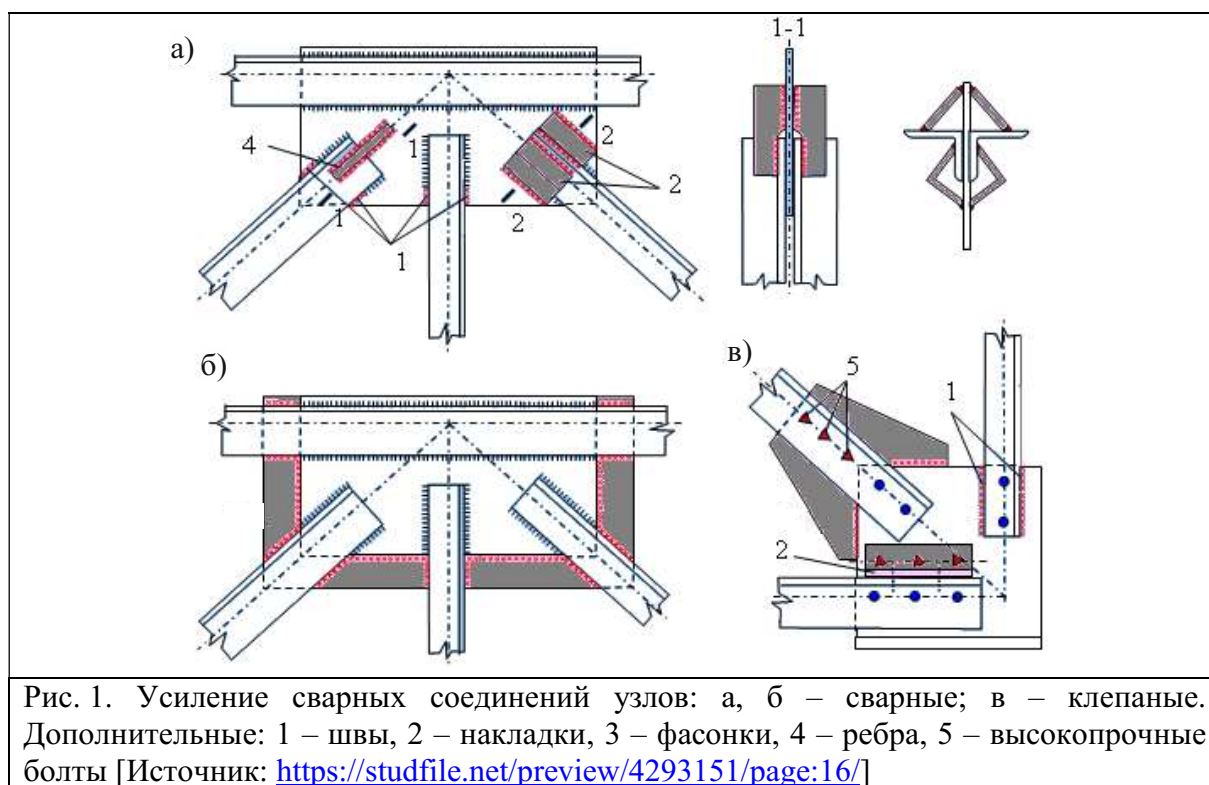 а)
1-1
4
1
2
2
1
2
1
б)
в)
5
1
2
Рис. 1. Усиление сварных соединений узлов: а, б – сварные; в – клепаные.
Дополнительные: 1 – швы, 2 – накладки, 3 – фасонки, 4 – ребра, 5 – высокопрочные
болты [Источник: https://studfile.net/preview/4293151/page:16/]